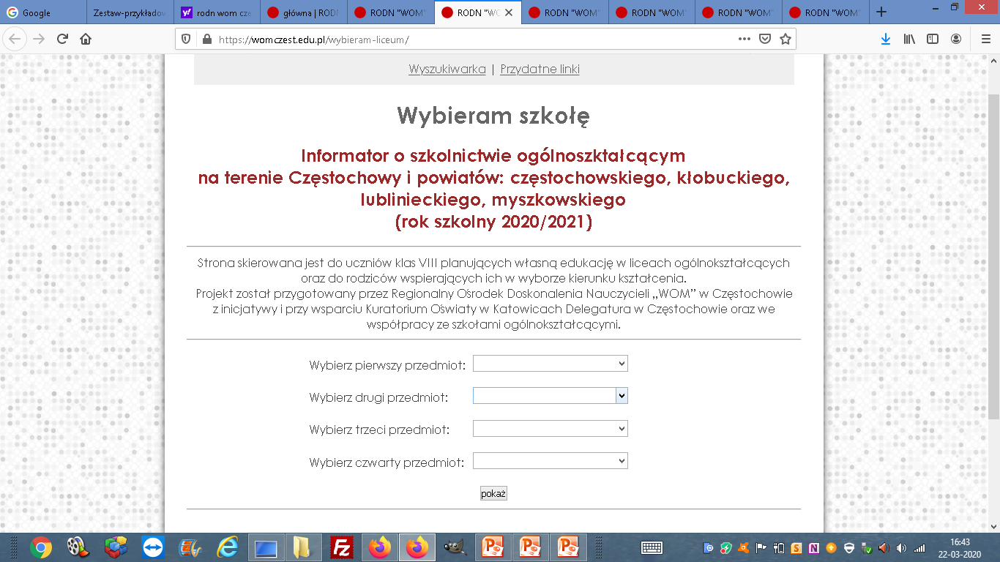 Google
Zestaw-przykładov
rodn wom cze
główna | RODN
RODN "WOM"
RODN "WO
RODN "WOM"
RODN "WOM"
RODN "WOM"
RODN "WOM"
https://womczest.edu.pl/wybieram-liceum/
Wyszukiwarka | Przydatne linki
Wybieram szkołę
Informator o szkolnictwie ogólnoszktałcącym
na terenie Częstochowy i powiatów: częstochowskiego, kłobuckiego,
lublinieckiego, myszkowskiego
(rok szkolny 2020/2021)
Strona skierowana jest do uczniów klas VIII planujących własną edukację w liceach ogólnokształcących
oraz do rodziców wspierających ich w wyborze kierunku kształcenia.
Projekt został przygotowany przez Regionalny Ośrodek Doskonalenia Nauczycieli „WOM” w Częstochowie
z inicjatywy i przy wsparciu Kuratorium Oświaty w Katowicach Delegatura w Częstochowie oraz we
współpracy ze szkołami ogólnokształcącymi.
Wybierz pierwszy przedmiot:
Wybierz drugi przedmiot:
Wybierz trzeci przedmiot:
Wybierz czwarty przedmiot:
pokaż
16:43
22-03-2020